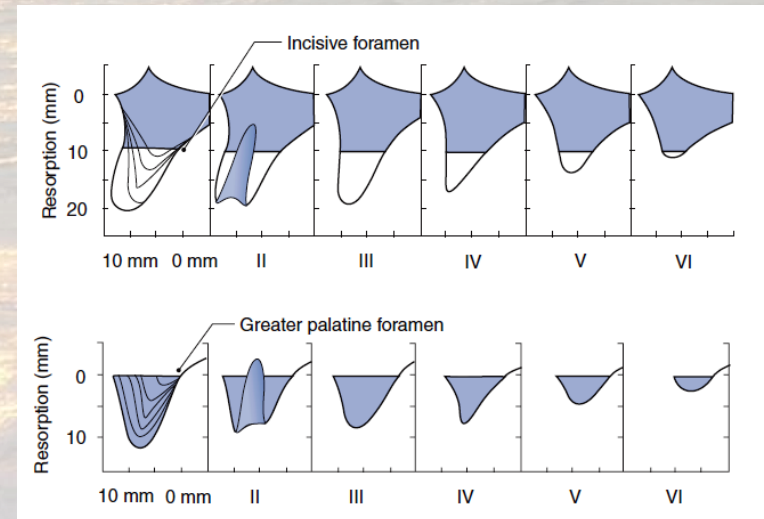 Incisive foramen
Resorption (mm)
0
10
20
10 mm 0 mm II III IV V VI
Greater palatine foramen
Resorption (mm)
0
10
10 mm 0 mm II III IV V VI